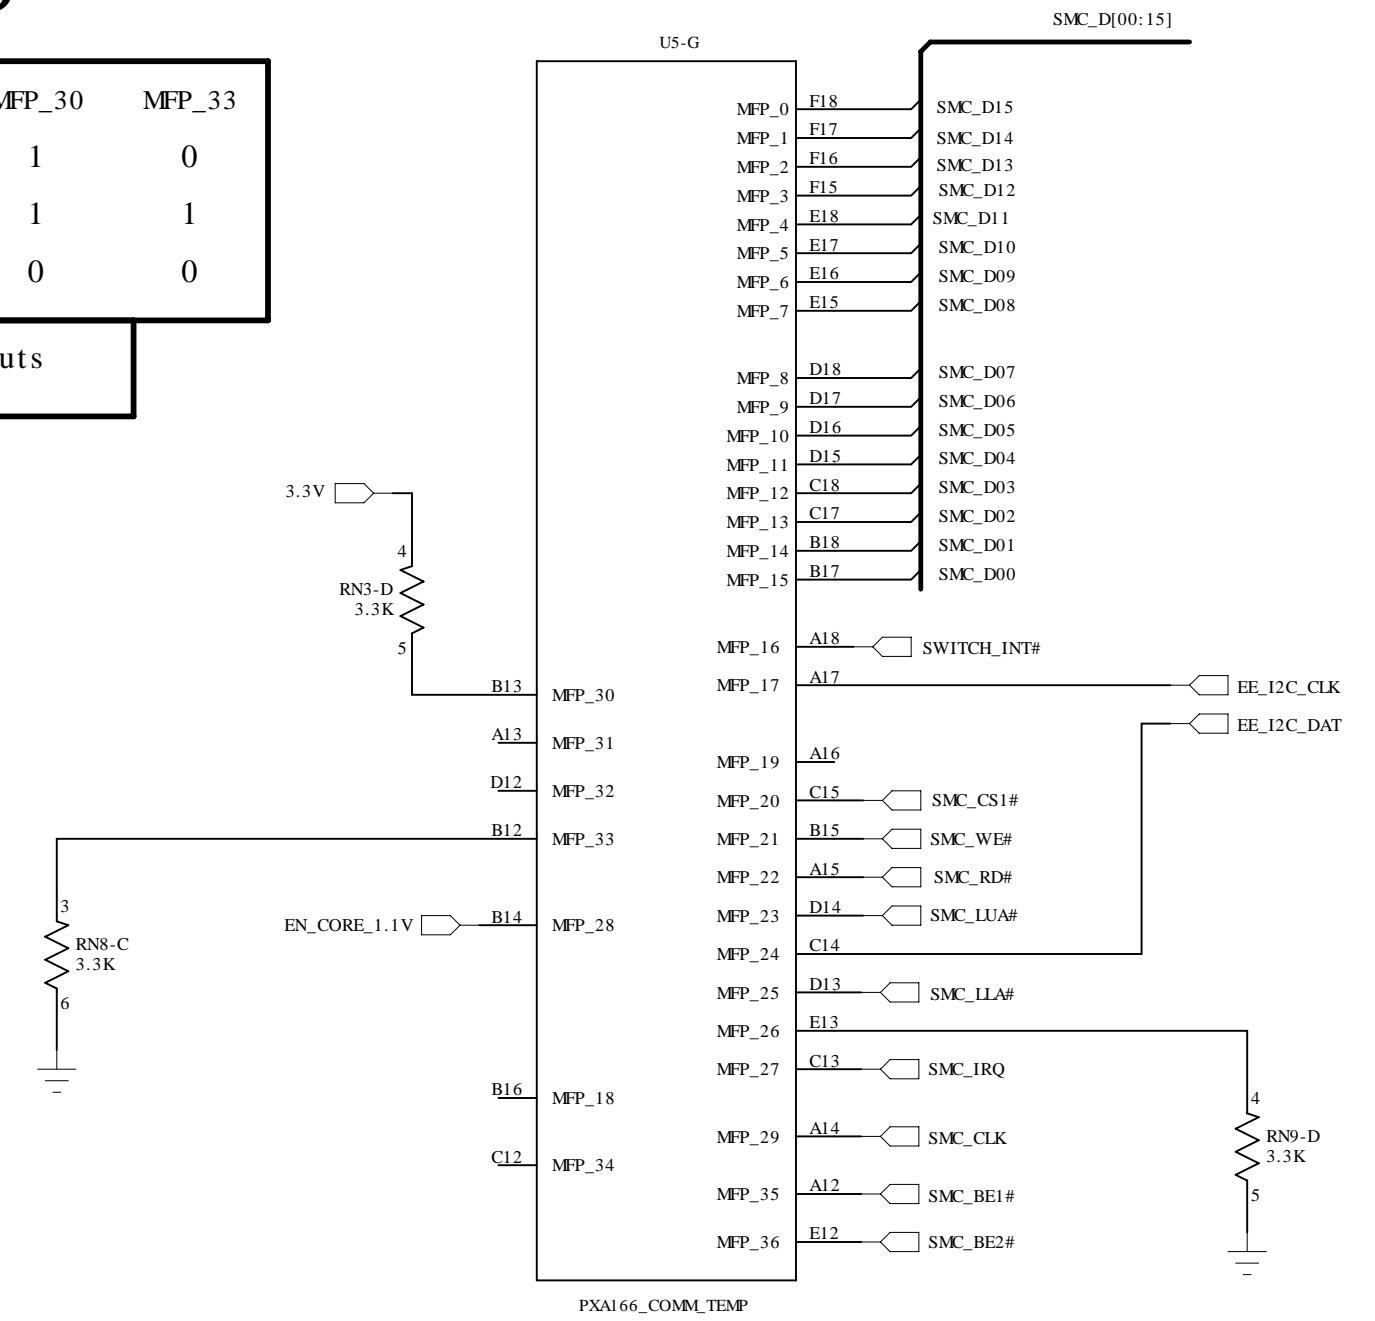 SMC_D[00:15]
U5-G
MFP_30 MFP_33
1 0
1 1
0 0
uts
MFP_0 F18 SMC_D15
MFP_1 F17 SMC_D14
MFP_2 F16 SMC_D13
MFP_3 F15 SMC_D12
MFP_4 E18 SMC_D11
MFP_5 E17 SMC_D10
MFP_6 E16 SMC_D09
MFP_7 E15 SMC_D08
MFP_8 D18 SMC_D07
MFP_9 D17 SMC_D06
MFP_10 D16 SMC_D05
MFP_11 D15 SMC_D04
MFP_12 C18 SMC_D03
MFP_13 C17 SMC_D02
MFP_14 B18 SMC_D01
MFP_15 B17 SMC_D00
3.3V
4
RN3-D
3.3K
5
MFP_16 A18 SWITCH_INT#
B13 MFP_30
MFP_17 A17 EE_I2C_CLK
EE_I2C_DAT
A13 MFP_31
MFP_19 A16
D12 MFP_32
MFP_20 C15 SMC_CS1#
B12 MFP_33
MFP_21 B15 SMC_WE#
MFP_22 A15 SMC_RD#
3
RN8-C
3.3K
6
EN_CORE_1.1V B14 MFP_28
MFP_23 D14 SMC_LUA#
MFP_24 C14
MFP_25 D13 SMC_LLA#
MFP_26 E13
MFP_27 C13 SMC_IRQ
B16 MFP_18
4
RN9-D
3.3K
5
MFP_29 A14 SMC_CLK
C12 MFP_34
MFP_35 A12 SMC_BE1#
MFP_36 E12 SMC_BE2#
PXA166_COMM_TEMP